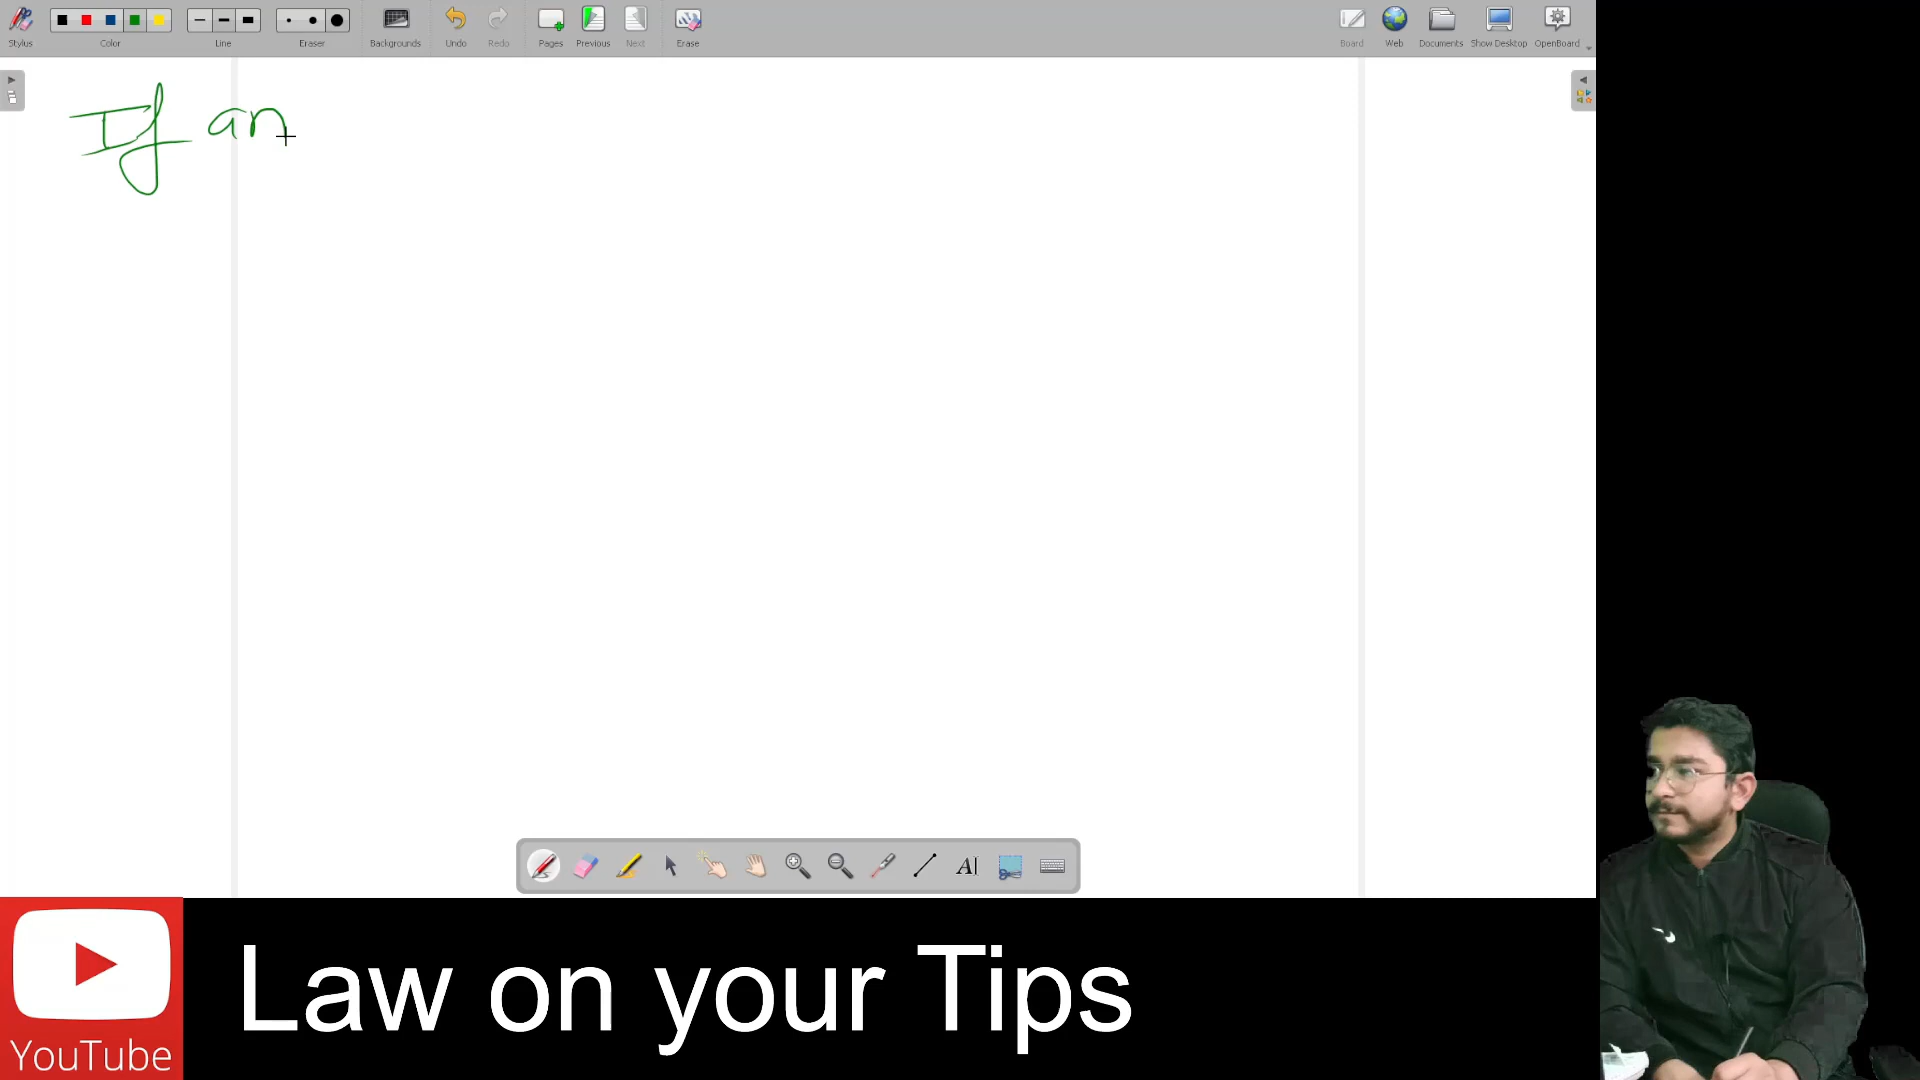 Stylus Color Line Eraser Backgrounds Undo Redo Pages Previous Next Erase Board Web Documents Show Desktop OpenBoard
If an
AI
YouTube
Law on your Tips